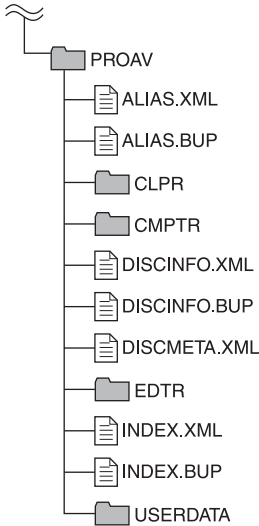 PROAV
ALIAS.XML
ALIAS.BUP
CLPR
CMPTR
DISCINFO.XML
DISCINFO.BUP
DISCMETA.XML
EDTR
INDEX.XML
INDEX.BUP
USERDATA